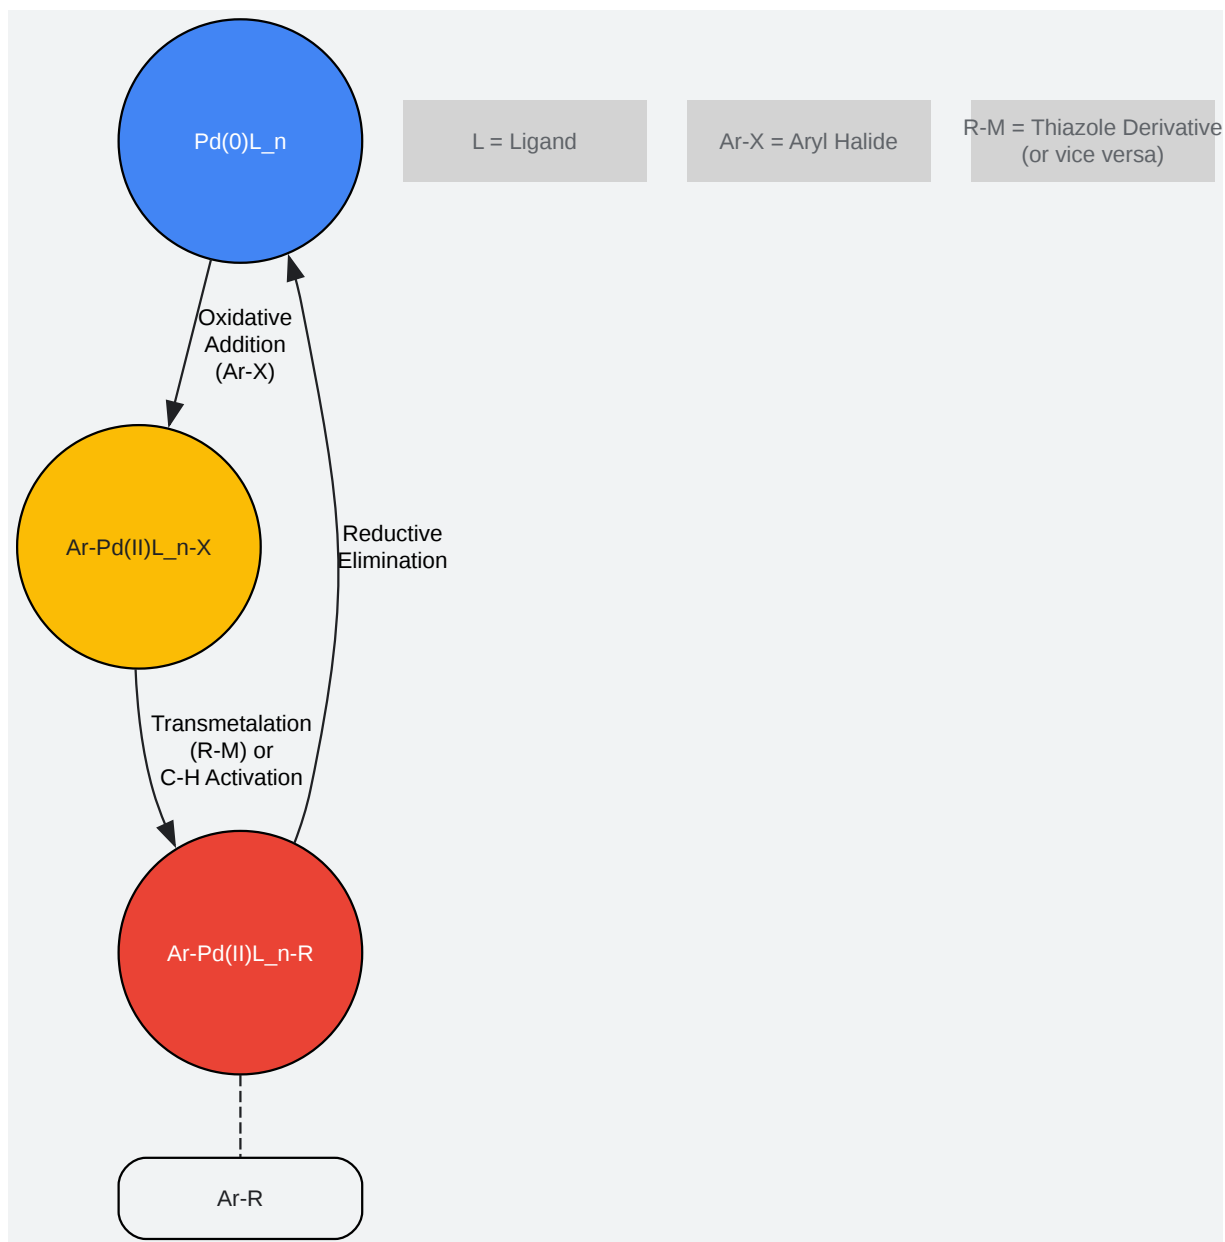 Pd(0)L_n
L = Ligand
Ar-X = Aryl Halide
R-M = Thiazole Derivative
(or vice versa)
Oxidative
Addition
(Ar-X)
Ar-Pd(II)L_n-X
Reductive
Elimination
Transmetalation
(R-M) or
C-H Activation
Ar-Pd(II)L_n-R
Ar-R